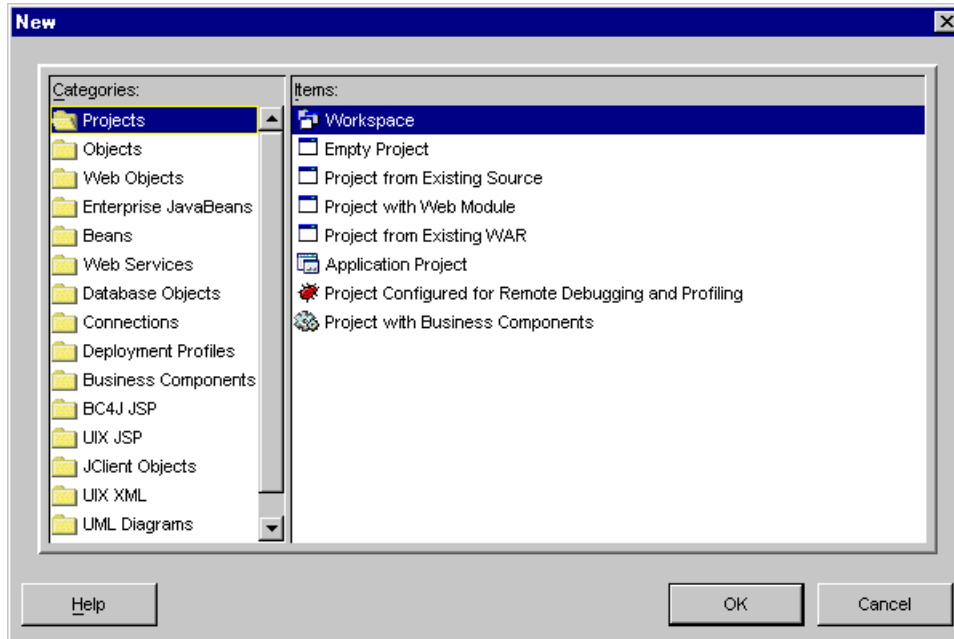 New
Categories:
Projects
Objects
Web Objects
Enterprise JavaBeans
Beans
Web Services
Database Objects
Connections
Deployment Profiles
Business Components
BC4J JSP
UIX JSP
JClient Objects
UIX XML
UML Diagrams
Items:
Workspace
Empty Project
Project from Existing Source
Project with Web Module
Project from Existing WAR
Application Project
Project Configured for Remote Debugging and Profiling
Project with Business Components
Help
OK
Cancel